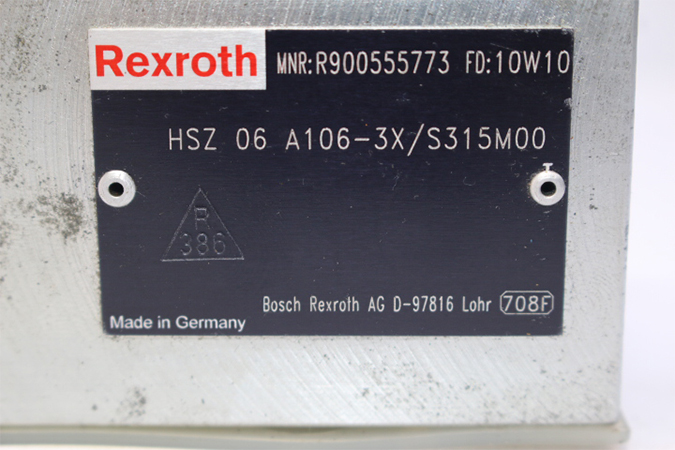 Rexroth MNR:R900555773 FD:10W10
HSZ 06 A106-3X/S315M00
R
386
Bosch Rexroth AG D-97816 Lohr 708F
Made in Germany